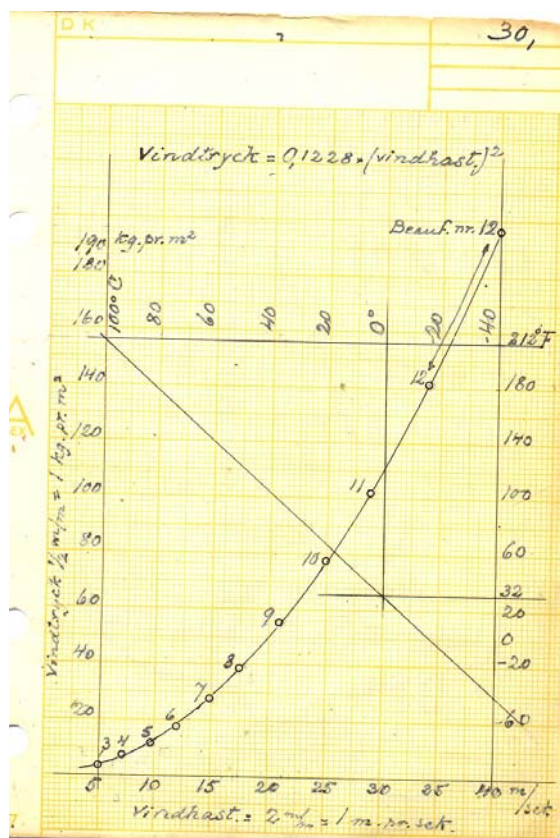 DK
30,
Vindtryck = 0,1228 * (vindhast.)²
Beauf. nr. 12
190 kg. pr. m²
180
100° C 80 60 40 20 0° -20 -40
160
212° F
140
12
180
120
140
11
100
100
80
10
60
60
9
32
20
0
40
8
-20
7
20
6
-60
3 4 5
5 10 15 20 25 30 35 40 m/sek.
Vindtryck ½ m/m = 1 kg. pr. m²
Vindhast. = 2 m/m = 1 m. pr. sek.